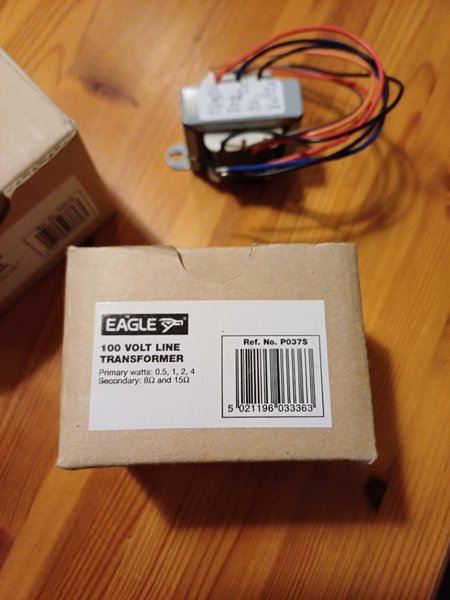 EAGLE
100 VOLT LINE
TRANSFORMER
Primary watts: 0.5, 1, 2, 4
Secondary: 8Ω and 15Ω
Ref. No. P037S
5 021196 033363